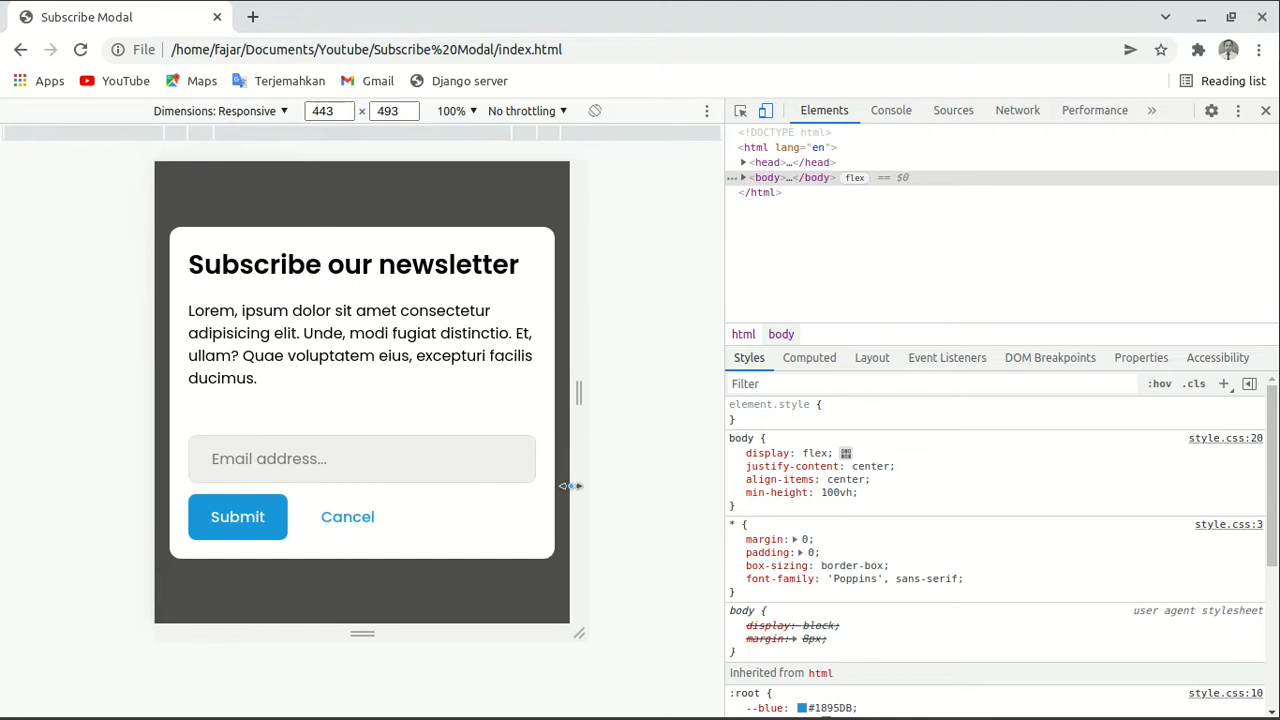 Subscribe Modal
File /home/fajar/Documents/Youtube/Subscribe%20Modal/index.html
Apps YouTube Maps Terjemahkan Gmail Django server Reading list
Dimensions: Responsive 443 × 493 100% No throttling
Elements Console Sources Network Performance »
<!DOCTYPE html>
<html lang="en">
<head>…</head>
<body>…</body> flex == $0
</html>
html body
Styles Computed Layout Event Listeners DOM Breakpoints Properties Accessibility
Filter :hov .cls
element.style {
}
body { style.css:20
display: flex;
justify-content: center;
align-items: center;
min-height: 100vh;
}
* { style.css:3
margin: 0;
padding: 0;
box-sizing: border-box;
font-family: 'Poppins', sans-serif;
}
body { user agent stylesheet
display: block;
margin: 8px;
}
Inherited from html
:root { style.css:10
--blue: #1895DB;
Subscribe our newsletter
Lorem, ipsum dolor sit amet consectetur
adipisicing elit. Unde, modi fugiat distinctio. Et,
ullam? Quae voluptatem eius, excepturi facilis
ducimus.
Email address...
Submit Cancel